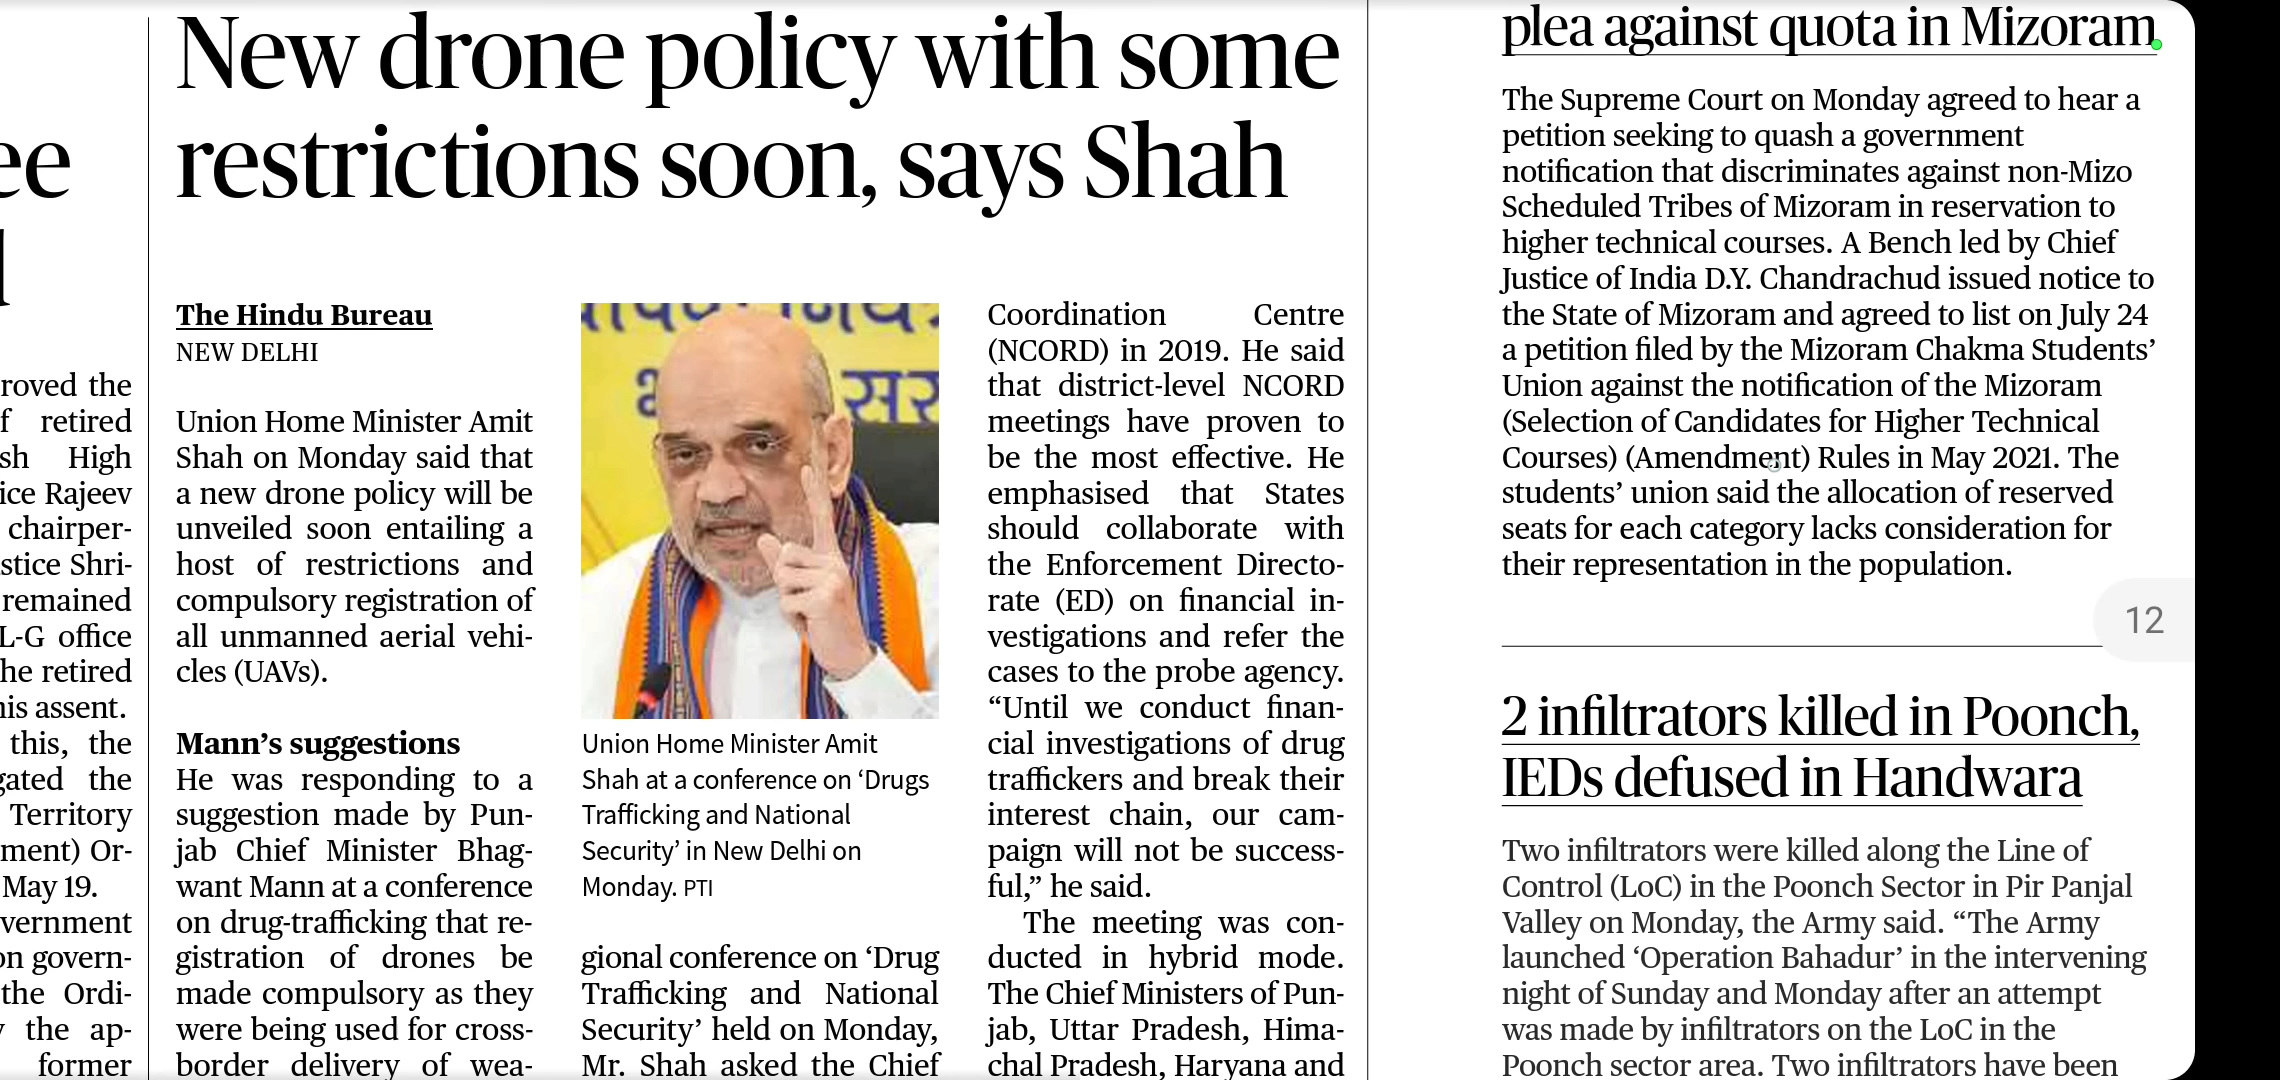 ee
d
roved the
f retired
sh High
ice Rajeev
chairper-
stice Shri-
remained
L-G office
he retired
his assent.
this, the
gated the
Territory
ment) Or-
May 19.
vernment
on govern-
the Ordi-
y the ap-
former
New drone policy with some
restrictions soon, says Shah
The Hindu Bureau
NEW DELHI
Union Home Minister Amit
Shah on Monday said that
a new drone policy will be
unveiled soon entailing a
host of restrictions and
compulsory registration of
all unmanned aerial vehi-
cles (UAVs).
Mann’s suggestions
He was responding to a
suggestion made by Pun-
jab Chief Minister Bhag-
want Mann at a conference
on drug-trafficking that re-
gistration of drones be
made compulsory as they
were being used for cross-
border delivery of wea-
Union Home Minister Amit
Shah at a conference on ‘Drugs
Trafficking and National
Security’ in New Delhi on
Monday. PTI
gional conference on ‘Drug
Trafficking and National
Security’ held on Monday,
Mr. Shah asked the Chief
Coordination Centre
(NCORD) in 2019. He said
that district-level NCORD
meetings have proven to
be the most effective. He
emphasised that States
should collaborate with
the Enforcement Directo-
rate (ED) on financial in-
vestigations and refer the
cases to the probe agency.
“Until we conduct finan-
cial investigations of drug
traffickers and break their
interest chain, our cam-
paign will not be success-
ful,” he said.
The meeting was con-
ducted in hybrid mode.
The Chief Ministers of Pun-
jab, Uttar Pradesh, Hima-
chal Pradesh, Haryana and
plea against quota in Mizoram
The Supreme Court on Monday agreed to hear a
petition seeking to quash a government
notification that discriminates against non-Mizo
Scheduled Tribes of Mizoram in reservation to
higher technical courses. A Bench led by Chief
Justice of India D.Y. Chandrachud issued notice to
the State of Mizoram and agreed to list on July 24
a petition filed by the Mizoram Chakma Students’
Union against the notification of the Mizoram
(Selection of Candidates for Higher Technical
Courses) (Amendment) Rules in May 2021. The
students’ union said the allocation of reserved
seats for each category lacks consideration for
their representation in the population.
12
2 infiltrators killed in Poonch,
IEDs defused in Handwara
Two infiltrators were killed along the Line of
Control (LoC) in the Poonch Sector in Pir Panjal
Valley on Monday, the Army said. “The Army
launched ‘Operation Bahadur’ in the intervening
night of Sunday and Monday after an attempt
was made by infiltrators on the LoC in the
Poonch sector area. Two infiltrators have been